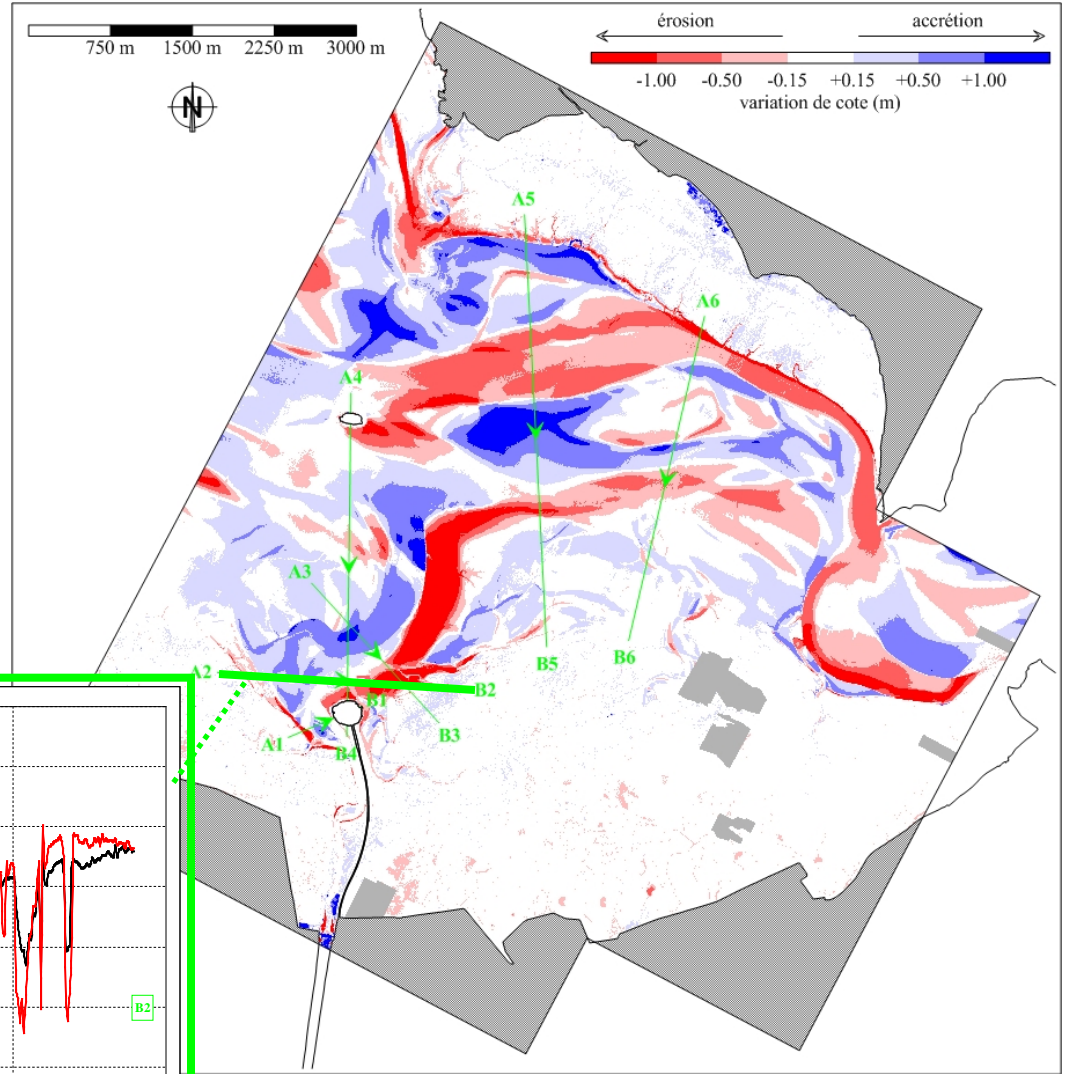 érosion accrétion
750 m 1500 m 2250 m 3000 m
-1.00 -0.50 -0.15 +0.15 +0.50 +1.00
variation de cote (m)
N
A5
A6
A4
A3
B5
B6
A2
B2
B1
B3
A1
B4
B2